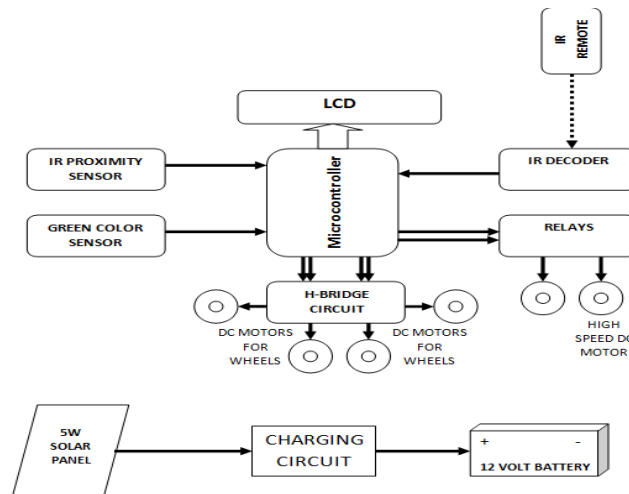 IR
REMOTE
LCD
IR PROXIMITY
SENSOR
Microcontroller
IR DECODER
GREEN COLOR
SENSOR
RELAYS
H-BRIDGE
CIRCUIT
DC MOTORS
FOR
WHEELS
DC MOTORS
FOR
WHEELS
HIGH
SPEED DC
MOTOR
5W
SOLAR
PANEL
CHARGING
CIRCUIT
+ -
12 VOLT BATTERY